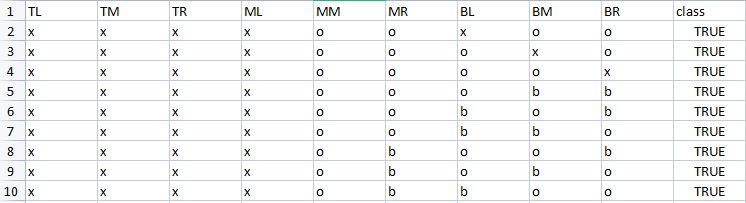 1 TL TM TR ML MM MR BL BM BR class
2 x x x x o o x o o TRUE
3 x x x x o o o x o TRUE
4 x x x x o o o o x TRUE
5 x x x x o o o b b TRUE
6 x x x x o o b o b TRUE
7 x x x x o o b b o TRUE
8 x x x x o b o o b TRUE
9 x x x x o b o b o TRUE
10 x x x x o b b o o TRUE